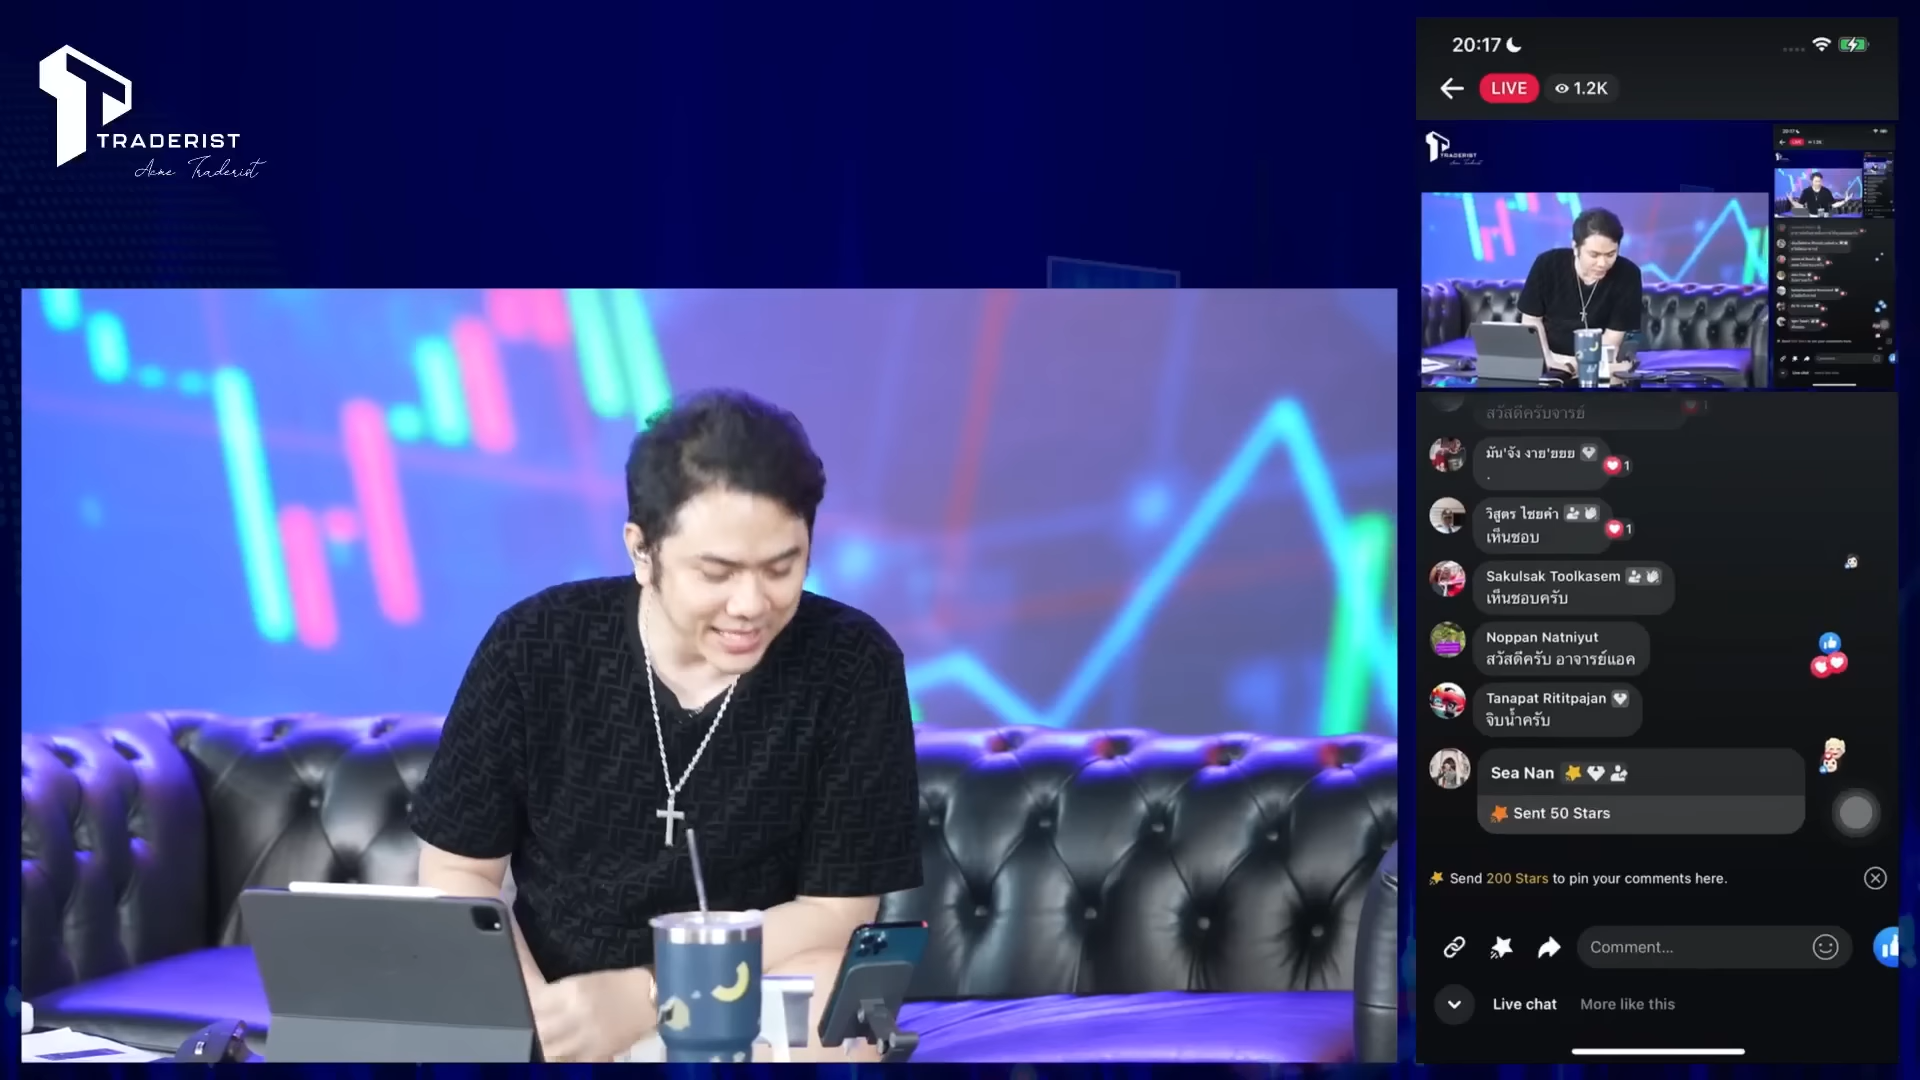 TRADERIST
Acme Traderist
20:17
LIVE
1.2K
TRADERIST
สวัสดีครับจารย์
1
มัน'จัง งาย'ยยย
1
.
วิสูตร ไชยคำ
1
เห็นชอบ
Sakulsak Toolkasem
เห็นชอบครับ
Noppan Natniyut
สวัสดีครับ อาจารย์แอค
Tanapat Rititpajan
จิบน้ำครับ
Sea Nan
Sent 50 Stars
Send 200 Stars to pin your comments here.
Comment...
Live chat
More like this